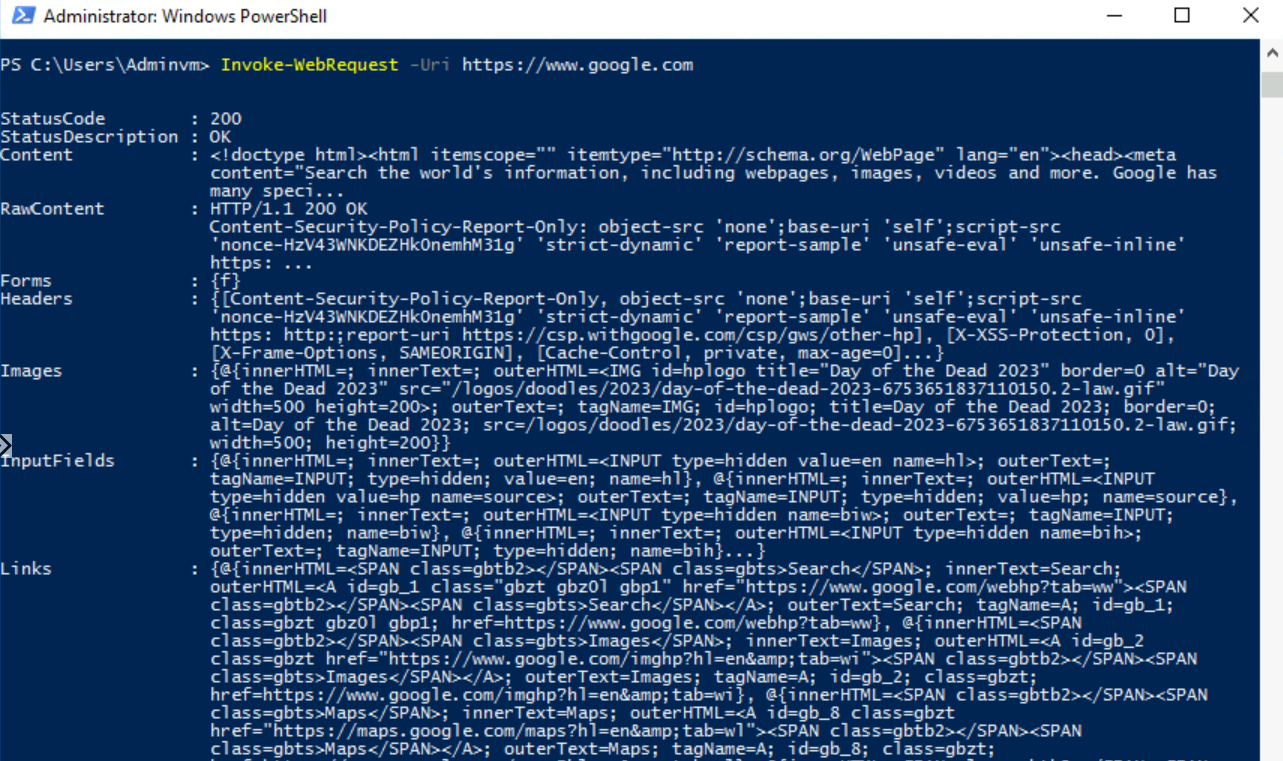 Administrator: Windows PowerShell
PS C:\Users\Adminvm> Invoke-WebRequest -Uri https://www.google.com
StatusCode : 200
StatusDescription : OK
Content : <!doctype html><html itemscope="" itemtype="http://schema.org/WebPage" lang="en"><head><meta
content="Search the world's information, including webpages, images, videos and more. Google has
many speci...
RawContent : HTTP/1.1 200 OK
Content-Security-Policy-Report-Only: object-src 'none';base-uri 'self';script-src
'nonce-HzV43WNKDEZHkOnemhM31g' 'strict-dynamic' 'report-sample' 'unsafe-eval' 'unsafe-inline'
https: ...
Forms : {f}
Headers : {[Content-Security-Policy-Report-Only, object-src 'none';base-uri 'self';script-src
'nonce-HzV43WNKDEZHkOnemhM31g' 'strict-dynamic' 'report-sample' 'unsafe-eval' 'unsafe-inline'
https: http:;report-uri https://csp.withgoogle.com/csp/gws/other-hp], [X-XSS-Protection, 0],
[X-Frame-Options, SAMEORIGIN], [Cache-Control, private, max-age=0]...}
Images : {@{innerHTML=; innerText=; outerHTML=<IMG id=hplogo title="Day of the Dead 2023" border=0 alt="Day
of the Dead 2023" src="/logos/doodles/2023/day-of-the-dead-2023-6753651837110150.2-law.gif"
width=500 height=200>; outerText=; tagName=IMG; id=hplogo; title=Day of the Dead 2023; border=0;
alt=Day of the Dead 2023; src=/logos/doodles/2023/day-of-the-dead-2023-6753651837110150.2-law.gif;
width=500; height=200}}
InputFields : {@{innerHTML=; innerText=; outerHTML=<INPUT type=hidden value=en name=hl>; outerText=;
tagName=INPUT; type=hidden; value=en; name=hl}, @{innerHTML=; innerText=; outerHTML=<INPUT
type=hidden value=hp name=source>; outerText=; tagName=INPUT; type=hidden; value=hp; name=source},
@{innerHTML=; innerText=; outerHTML=<INPUT type=hidden name=biw>; outerText=; tagName=INPUT;
type=hidden; name=biw}, @{innerHTML=; innerText=; outerHTML=<INPUT type=hidden name=bih>;
outerText=; tagName=INPUT; type=hidden; name=bih}...}
Links : {@{innerHTML=<SPAN class=gbtb2></SPAN><SPAN class=gbts>Search</SPAN>; innerText=Search;
outerHTML=<A id=gb_1 class="gbzt gbz0l gbp1" href="https://www.google.com/webhp?tab=ww"><SPAN
class=gbtb2></SPAN><SPAN class=gbts>Search</SPAN></A>; outerText=Search; tagName=A; id=gb_1;
class=gbzt gbz0l gbp1; href=https://www.google.com/webhp?tab=ww}, @{innerHTML=<SPAN
class=gbtb2></SPAN><SPAN class=gbts>Images</SPAN>; innerText=Images; outerHTML=<A id=gb_2
class=gbzt href="https://www.google.com/imghp?hl=en&amp;tab=wi"><SPAN class=gbtb2></SPAN><SPAN
class=gbts>Images</SPAN></A>; outerText=Images; tagName=A; id=gb_2; class=gbzt;
href=https://www.google.com/imghp?hl=en&amp;tab=wi}, @{innerHTML=<SPAN class=gbtb2></SPAN><SPAN
class=gbts>Maps</SPAN>; innerText=Maps; outerHTML=<A id=gb_8 class=gbzt
href="https://maps.google.com/maps?hl=en&amp;tab=wl"><SPAN class=gbtb2></SPAN><SPAN
class=gbts>Maps</SPAN></A>; outerText=Maps; tagName=A; id=gb_8; class=gbzt;